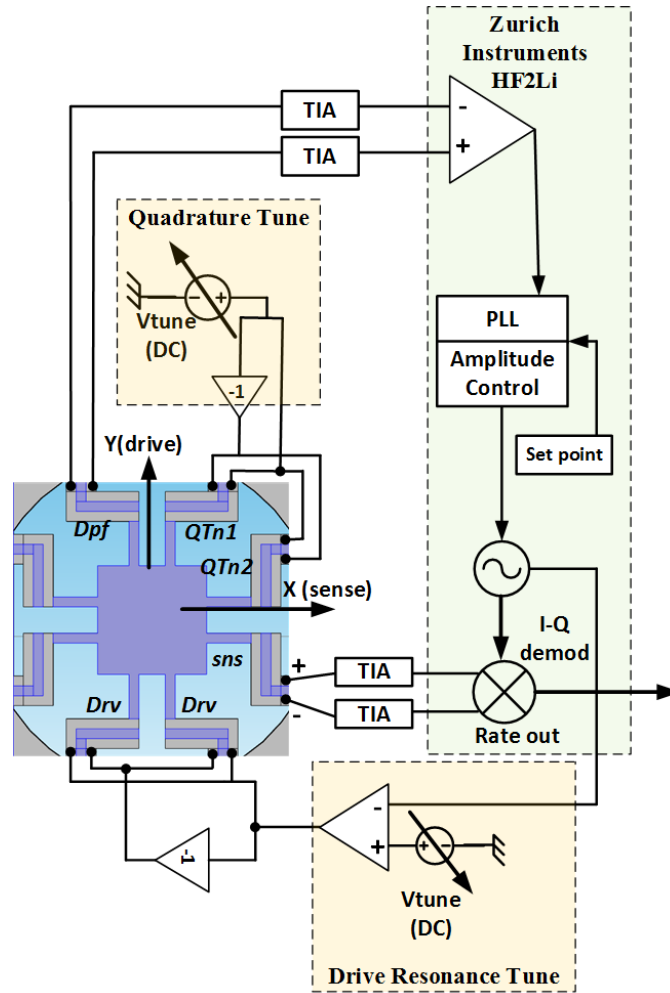 Zurich
Instruments
HF2Li
TIA
-
TIA
+
Quadrature Tune
- +
Vtune
(DC)
-1
PLL
Amplitude
Control
Set point
Y(drive)
Dpf
QTn1
QTn2
X (sense)
I-Q
demod
sns
+
TIA
-
TIA
Rate out
Drv
Drv
-
+
+ -
-1
Vtune
(DC)
Drive Resonance Tune